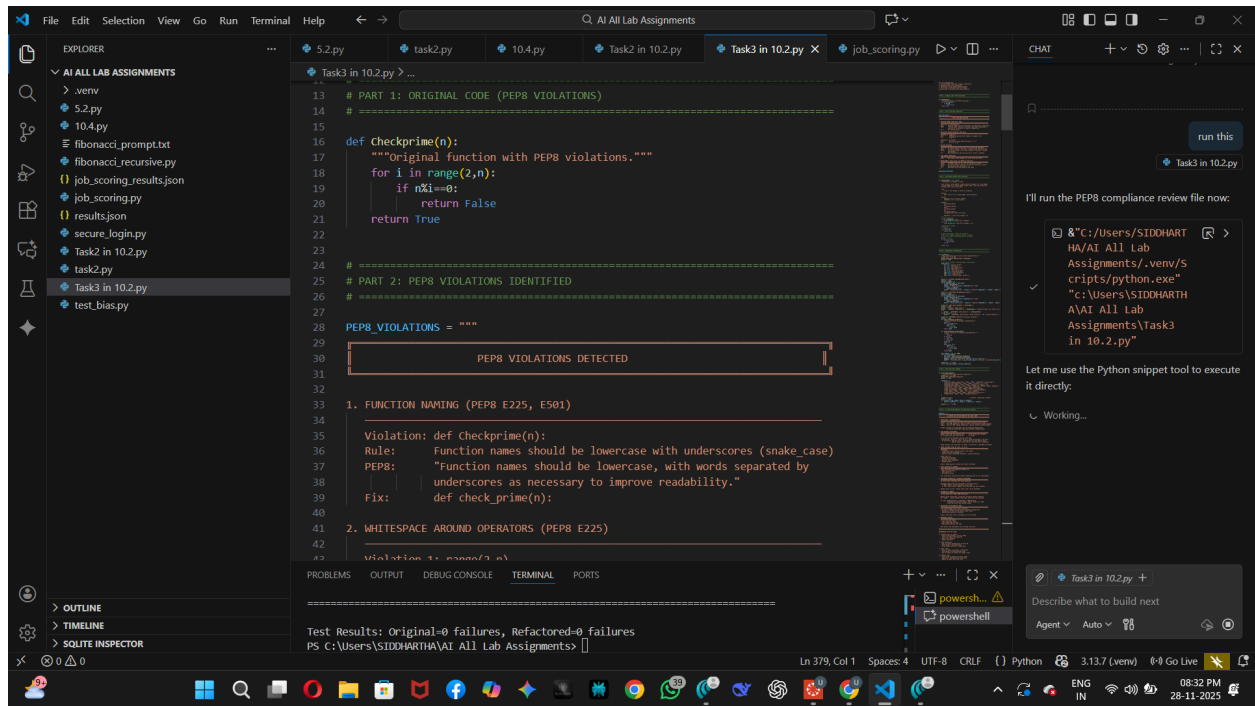 File Edit Selection View Go Run Terminal Help
AI All Lab Assignments
EXPLORER
AI ALL LAB ASSIGNMENTS
.venv
5.2.py
10.4.py
fibonacci_prompt.txt
fibonacci_recursive.py
job_scoring_results.json
job_scoring.py
results.json
secure_login.py
Task2 in 10.2.py
task2.py
Task3 in 10.2.py
test_bias.py
OUTLINE
TIMELINE
SQLITE INSPECTOR
5.2.py task2.py 10.4.py Task2 in 10.2.py Task3 in 10.2.py job_scoring.py
Task3 in 10.2.py > ...
13 # PART 1: ORIGINAL CODE (PEP8 VIOLATIONS)
14 # ==============================================================================
15
16 def Checkprime(n):
17 """Original function with PEP8 violations."""
18 for i in range(2,n):
19 if n%i==0:
20 return False
21 return True
22
23
24 # ==============================================================================
25 # PART 2: PEP8 VIOLATIONS IDENTIFIED
26 # ==============================================================================
27
28 PEP8_VIOLATIONS = """
29
30 PEP8 VIOLATIONS DETECTED
31
32
33 1. FUNCTION NAMING (PEP8 E225, E501)
34
35 Violation: def Checkprime(n):
36 Rule: Function names should be lowercase with underscores (snake_case)
37 PEP8: "Function names should be lowercase, with words separated by
38 underscores as necessary to improve readability."
39 Fix: def check_prime(n):
40
41 2. WHITESPACE AROUND OPERATORS (PEP8 E225)
42
43 Violation 1: range(2,n)
PROBLEMS OUTPUT DEBUG CONSOLE TERMINAL PORTS
==============================================================================
Test Results: Original=0 failures, Refactored=0 failures
PS C:\Users\SIDDHARTHA\AI All Lab Assignments>
powersh...
powershell
CHAT
run this
Task3 in 10.2.py
I'll run the PEP8 compliance review file now:
&"C:/Users/SIDDHART
HA/AI All Lab
Assignments/.venv/S
cripts/python.exe"
"c:\Users\SIDDHARTH
A\AI All Lab
Assignments\Task3
in 10.2.py"
Let me use the Python snippet tool to execute
it directly:
Working...
Task3 in 10.2.py
Describe what to build next
Agent Auto
0 0
Ln 379, Col 1 Spaces: 4 UTF-8 CRLF {} Python 3.13.7 (.venv) Go Live
9+
39
U
U
ENG
IN
08:32 PM
28-11-2025